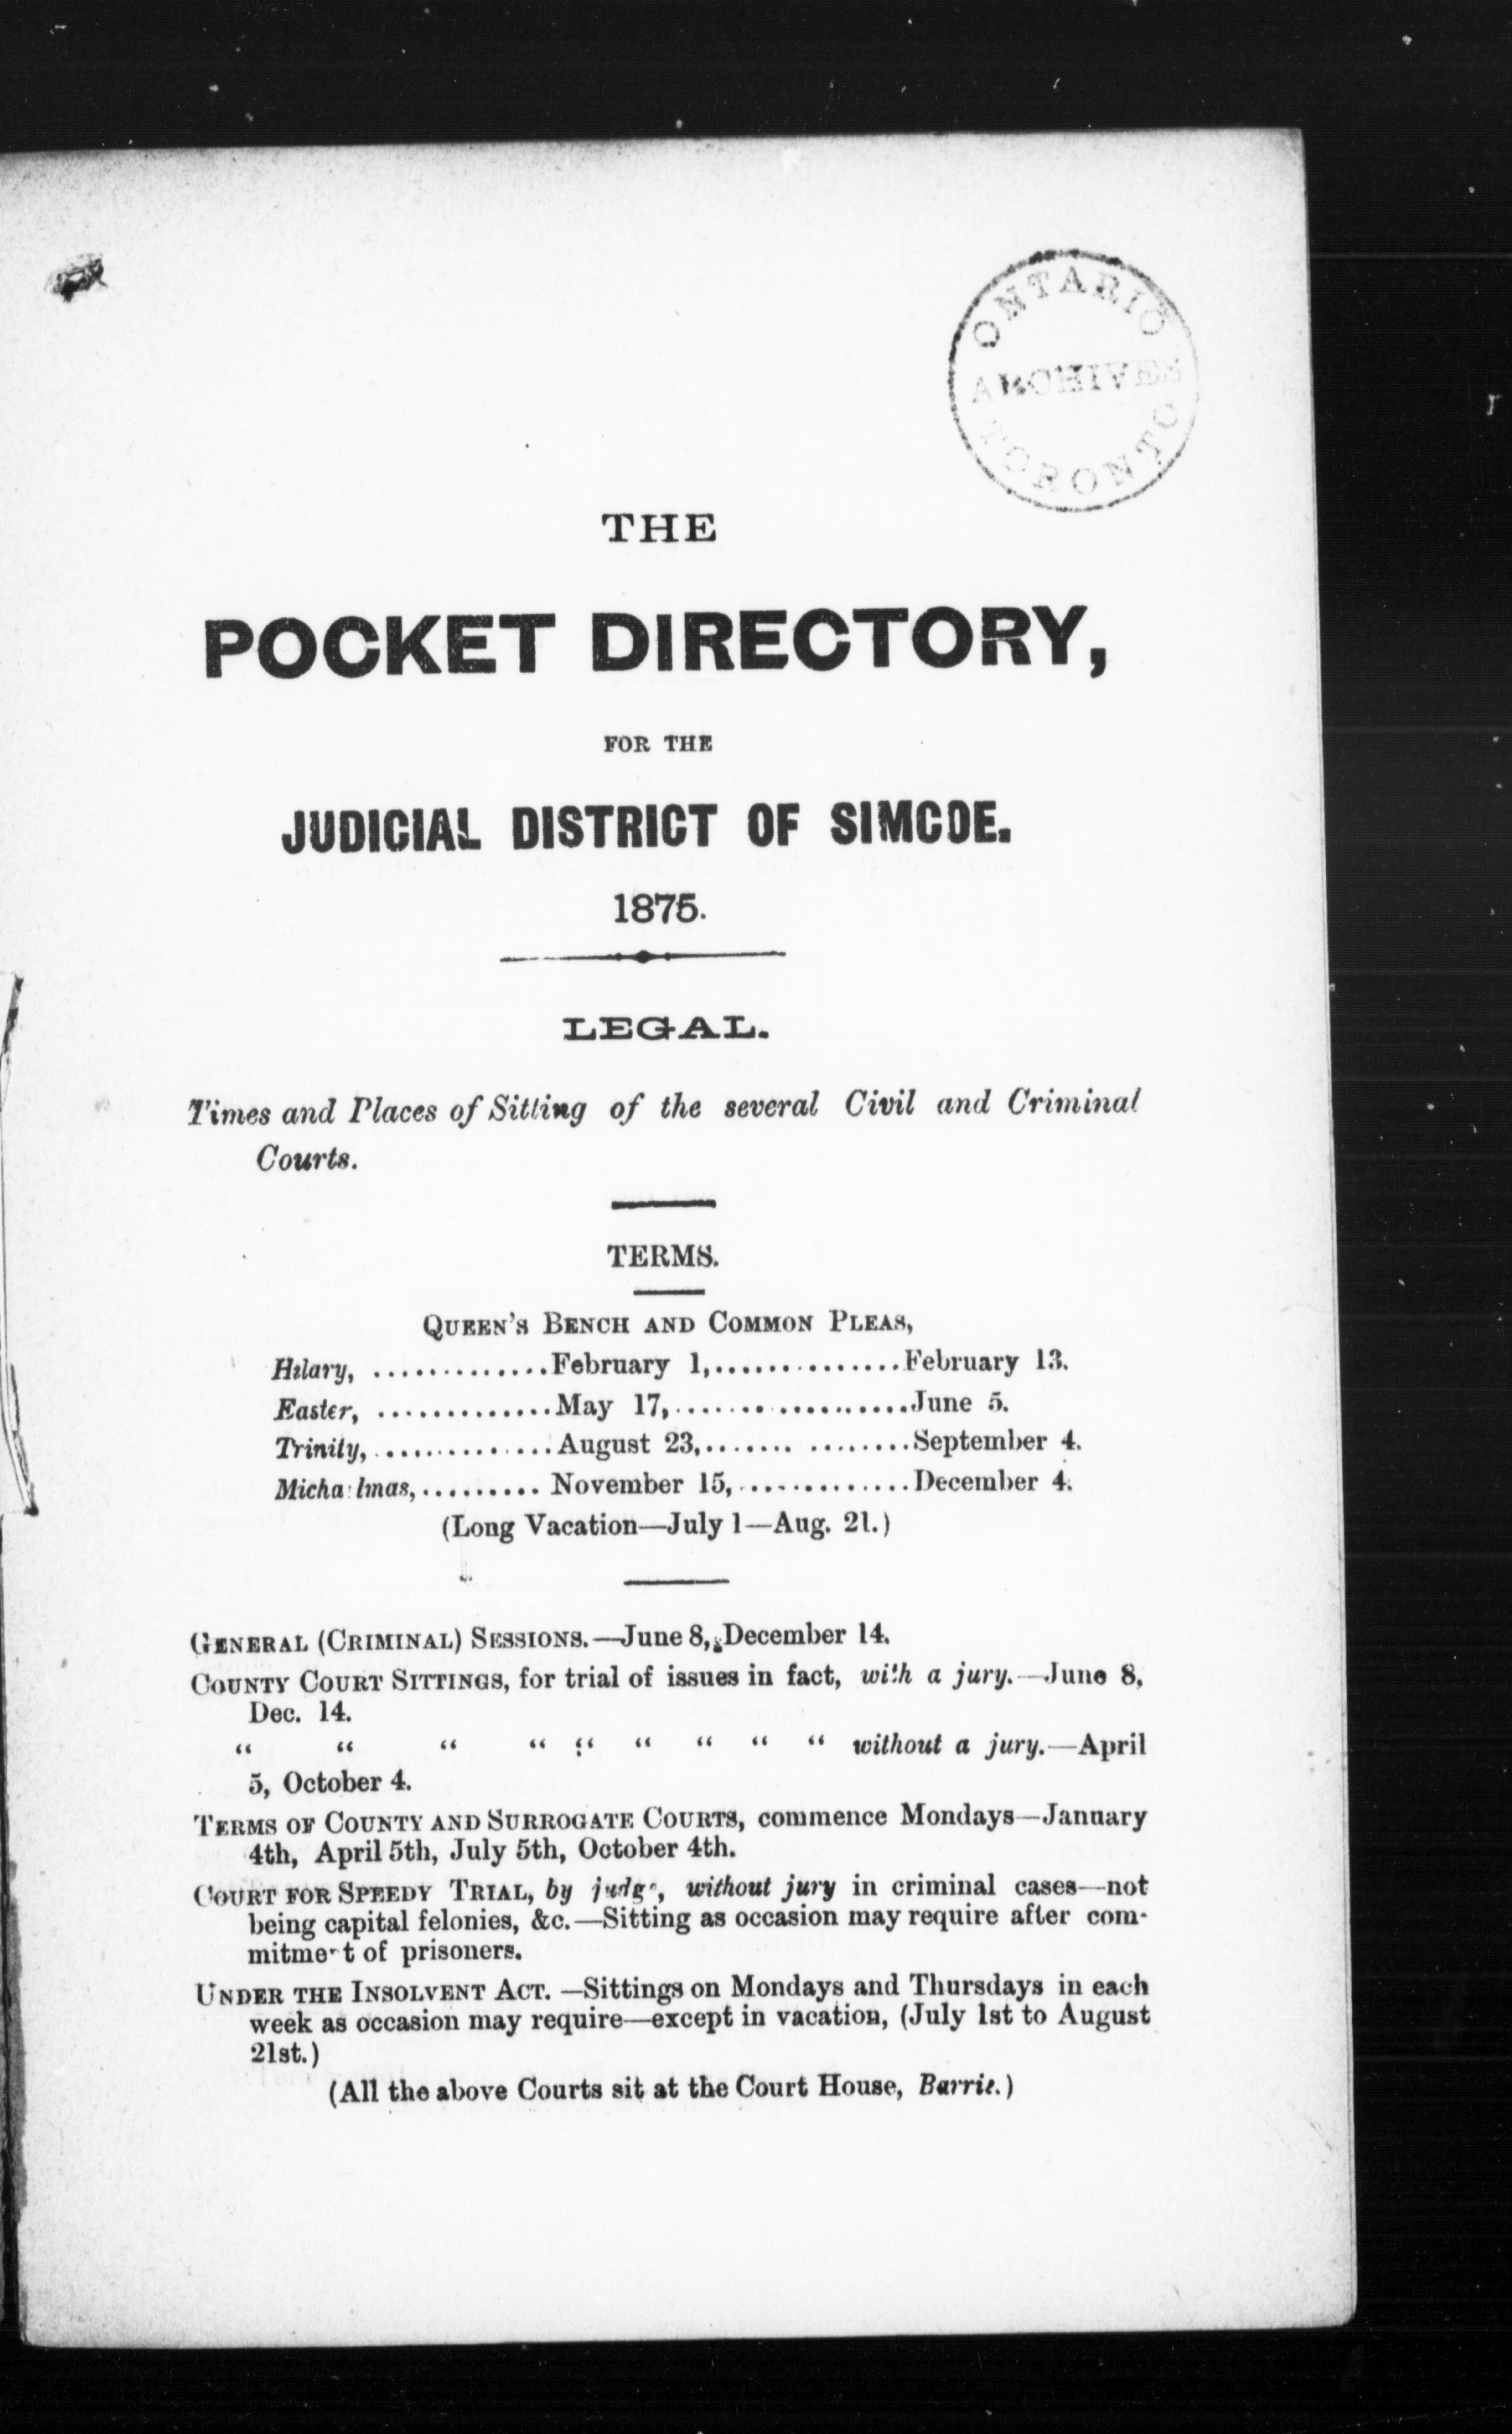 ONTARIO
ARCHIVES
TORONTO
THE
POCKET DIRECTORY,
FOR THE
JUDICIAL DISTRICT OF SIMCOE.
1875.
LEGAL.
Times and Places of Sitting of the several Civil and Criminal
Courts.
TERMS.
QUEEN'S BENCH AND COMMON PLEAS,
Hilary, .............February 1,..............February 13.
Easter, .............May 17,.................June 5.
Trinity,.............August 23,...............September 4.
Micha lmas,......... November 15,.............December 4.
(Long Vacation—July 1—Aug. 21.)
GENERAL (CRIMINAL) SESSIONS.—June 8, December 14.
COUNTY COURT SITTINGS, for trial of issues in fact, with a jury.—June 8,
Dec. 14.
" " " " " " " " " without a jury.—April
5, October 4.
TERMS OF COUNTY AND SURROGATE COURTS, commence Mondays—January
4th, April 5th, July 5th, October 4th.
COURT FOR SPEEDY TRIAL, by judge, without jury in criminal cases—not
being capital felonies, &c.—Sitting as occasion may require after com-
mitment of prisoners.
UNDER THE INSOLVENT ACT. —Sittings on Mondays and Thursdays in each
week as occasion may require—except in vacation, (July 1st to August
21st.)
(All the above Courts sit at the Court House, Barrie.)